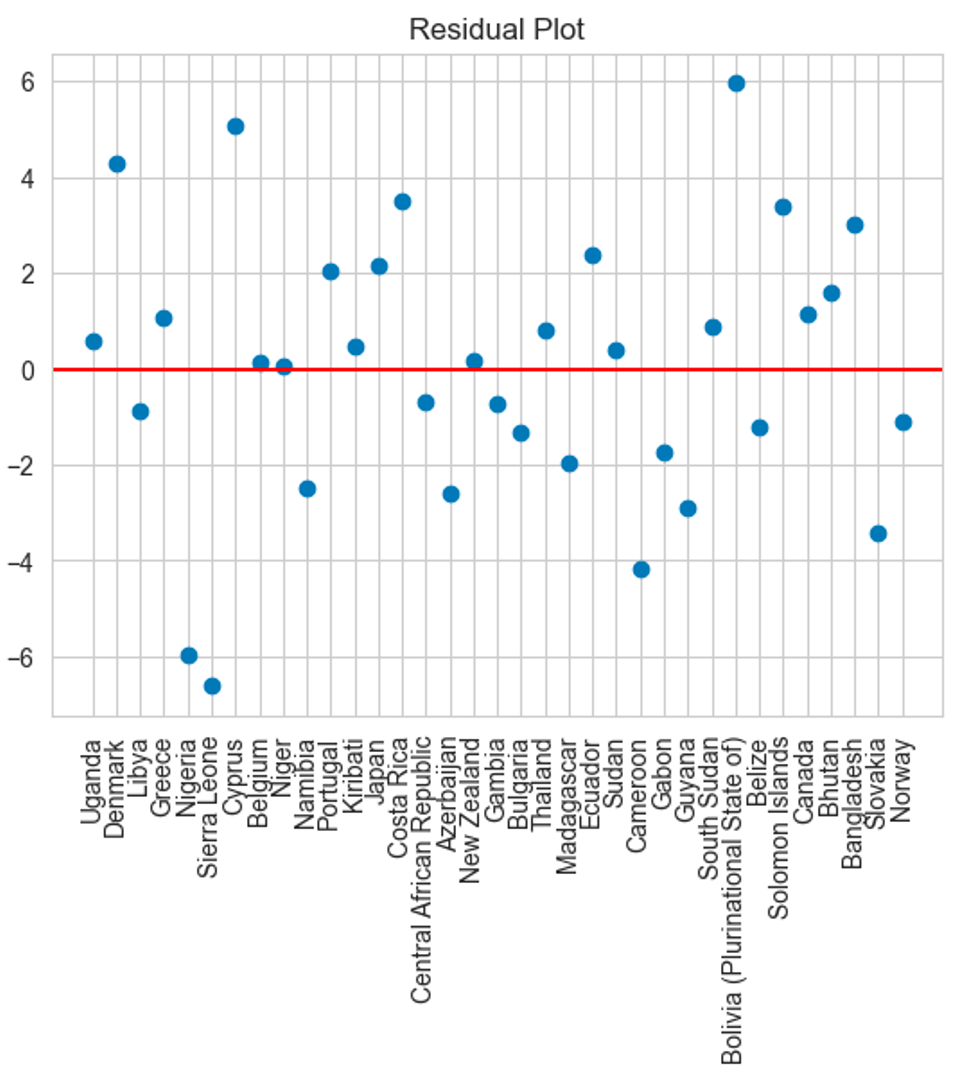 Residual Plot
6
4
2
0
−2
−4
−6
Uganda
Denmark
Libya
Greece
Nigeria
Sierra Leone
Cyprus
Belgium
Niger
Namibia
Portugal
Kiribati
Japan
Costa Rica
Central African Republic
Azerbaijan
New Zealand
Gambia
Bulgaria
Thailand
Madagascar
Ecuador
Sudan
Cameroon
Gabon
Guyana
South Sudan
Bolivia (Plurinational State of)
Belize
Solomon Islands
Canada
Bhutan
Bangladesh
Slovakia
Norway